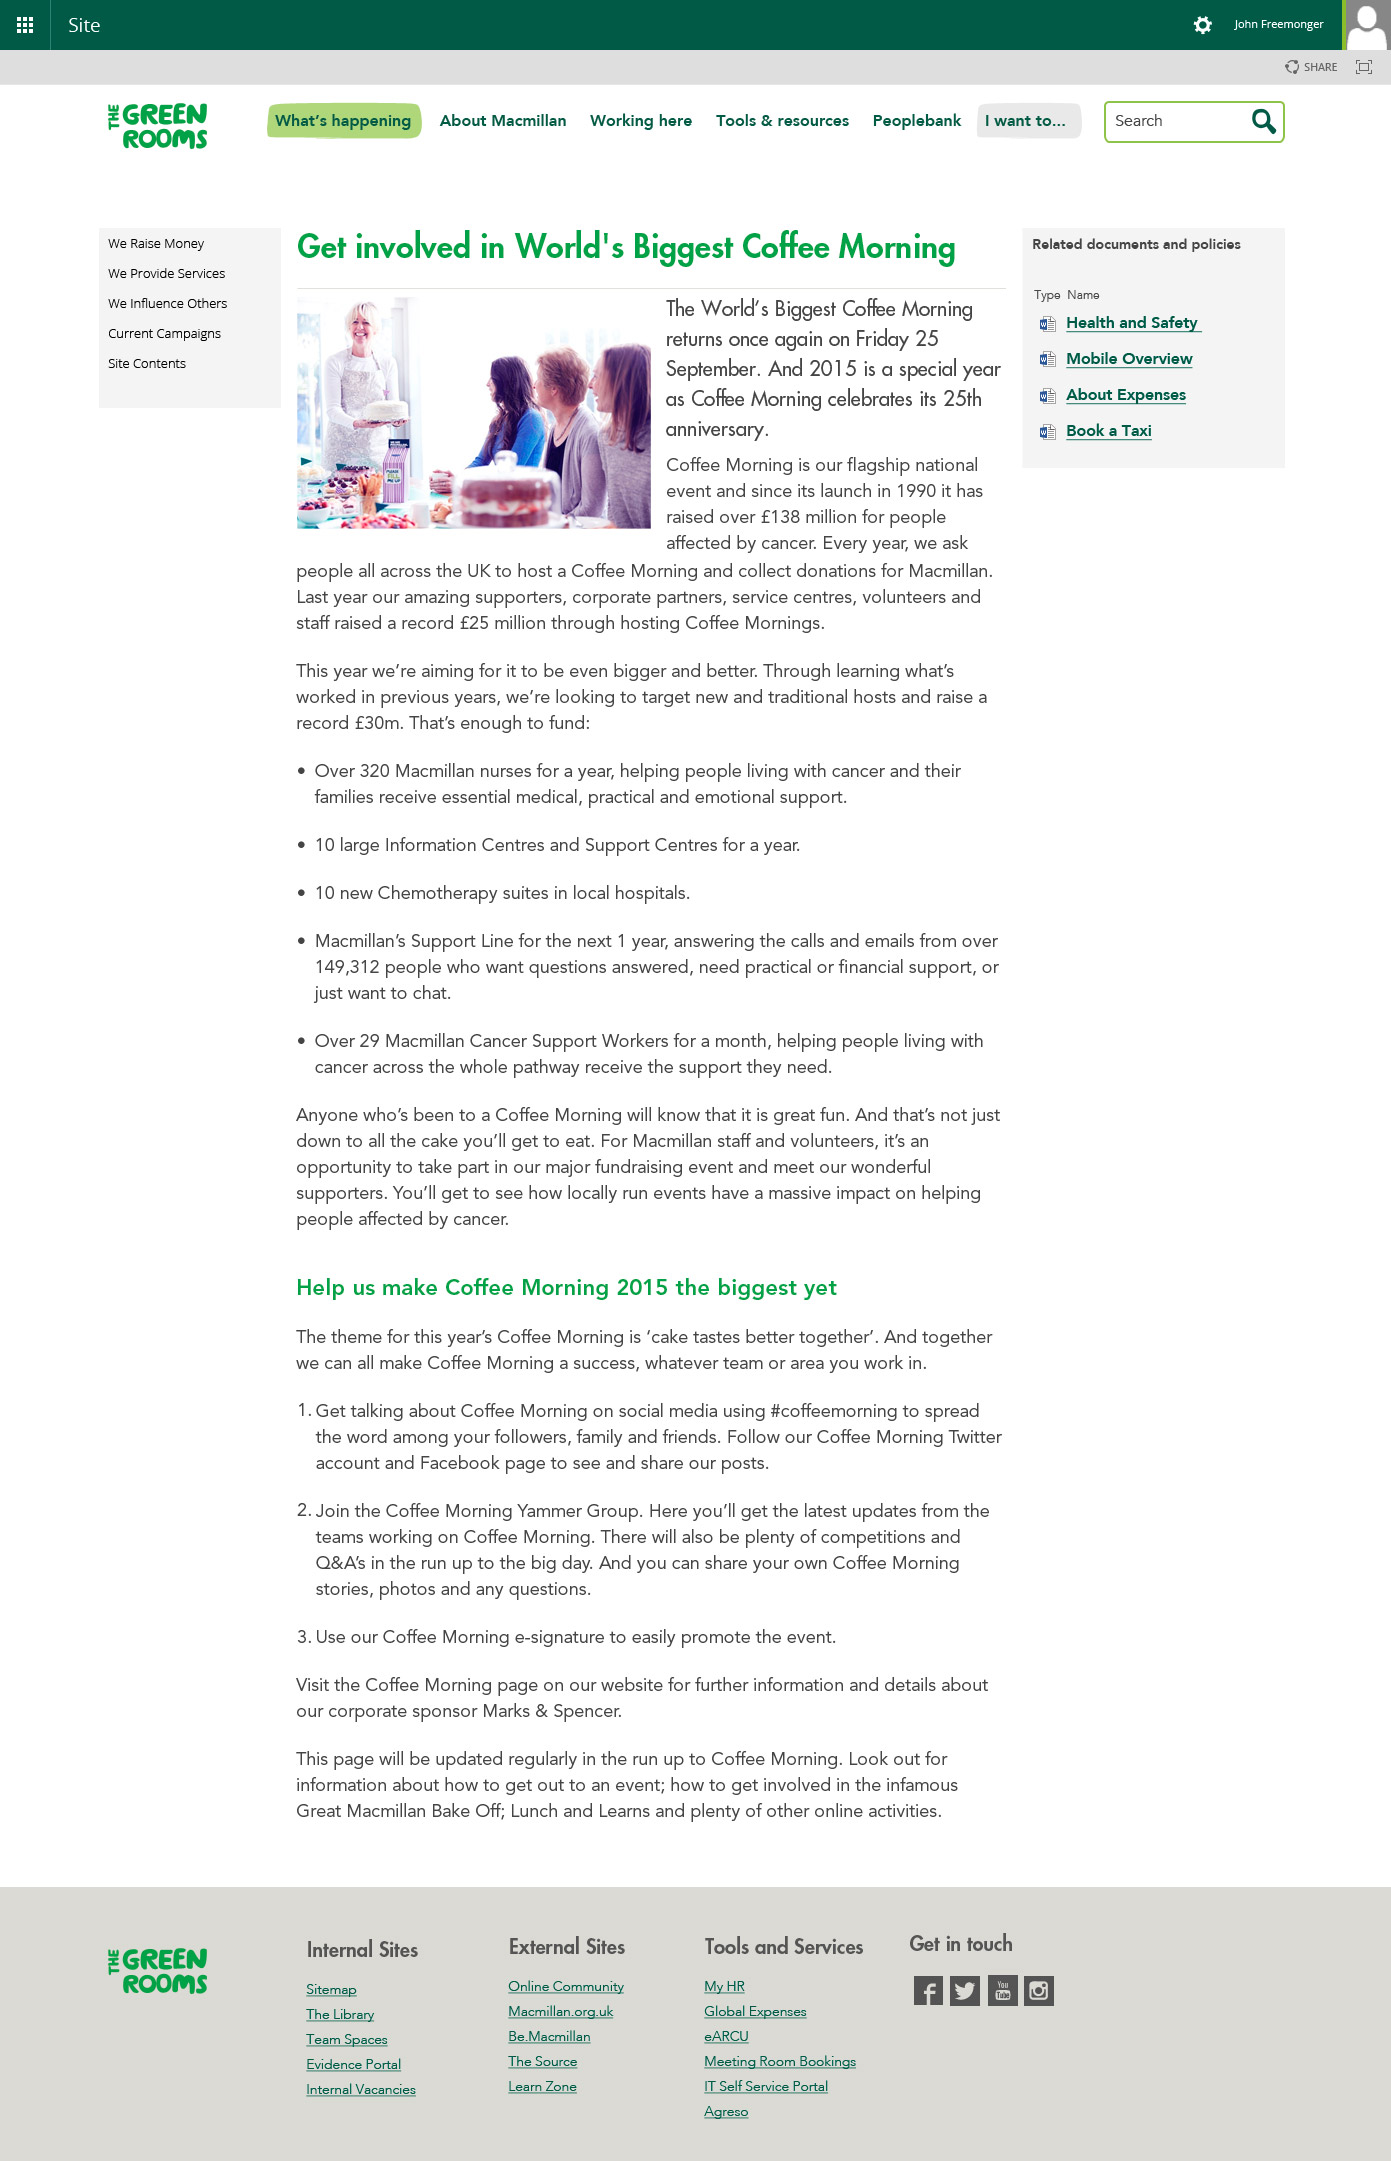 Site
John Freemonger
SHARE
THE GREEN ROOMS
What's happening
About Macmillan
Working here
Tools & resources
Peoplebank
I want to...
Search
We Raise Money
We Provide Services
We Influence Others
Current Campaigns
Site Contents
Get involved in World's Biggest Coffee Morning
PLEASE
FILL
ME UP
The World's Biggest Coffee Morning
returns once again on Friday 25
September. And 2015 is a special year
as Coffee Morning celebrates its 25th
anniversary.
Coffee Morning is our flagship national
event and since its launch in 1990 it has
raised over £138 million for people
affected by cancer. Every year, we ask
people all across the UK to host a Coffee Morning and collect donations for Macmillan.
Last year our amazing supporters, corporate partners, service centres, volunteers and
staff raised a record £25 million through hosting Coffee Mornings.
This year we're aiming for it to be even bigger and better. Through learning what's
worked in previous years, we're looking to target new and traditional hosts and raise a
record £30m. That's enough to fund:
• Over 320 Macmillan nurses for a year, helping people living with cancer and their
families receive essential medical, practical and emotional support.
• 10 large Information Centres and Support Centres for a year.
• 10 new Chemotherapy suites in local hospitals.
• Macmillan's Support Line for the next 1 year, answering the calls and emails from over
149,312 people who want questions answered, need practical or financial support, or
just want to chat.
• Over 29 Macmillan Cancer Support Workers for a month, helping people living with
cancer across the whole pathway receive the support they need.
Anyone who's been to a Coffee Morning will know that it is great fun. And that's not just
down to all the cake you'll get to eat. For Macmillan staff and volunteers, it's an
opportunity to take part in our major fundraising event and meet our wonderful
supporters. You'll get to see how locally run events have a massive impact on helping
people affected by cancer.
Help us make Coffee Morning 2015 the biggest yet
The theme for this year's Coffee Morning is 'cake tastes better together'. And together
we can all make Coffee Morning a success, whatever team or area you work in.
1. Get talking about Coffee Morning on social media using #coffeemorning to spread
the word among your followers, family and friends. Follow our Coffee Morning Twitter
account and Facebook page to see and share our posts.
2. Join the Coffee Morning Yammer Group. Here you'll get the latest updates from the
teams working on Coffee Morning. There will also be plenty of competitions and
Q&A's in the run up to the big day. And you can share your own Coffee Morning
stories, photos and any questions.
3. Use our Coffee Morning e-signature to easily promote the event.
Visit the Coffee Morning page on our website for further information and details about
our corporate sponsor Marks & Spencer.
This page will be updated regularly in the run up to Coffee Morning. Look out for
information about how to get out to an event; how to get involved in the infamous
Great Macmillan Bake Off; Lunch and Learns and plenty of other online activities.
Related documents and policies
Type Name
Health and Safety
Mobile Overview
About Expenses
Book a Taxi
THE GREEN ROOMS
Internal Sites
Sitemap
The Library
Team Spaces
Evidence Portal
Internal Vacancies
External Sites
Online Community
Macmillan.org.uk
Be.Macmillan
The Source
Learn Zone
Tools and Services
My HR
Global Expenses
eARCU
Meeting Room Bookings
IT Self Service Portal
Agreso
Get in touch
You Tube